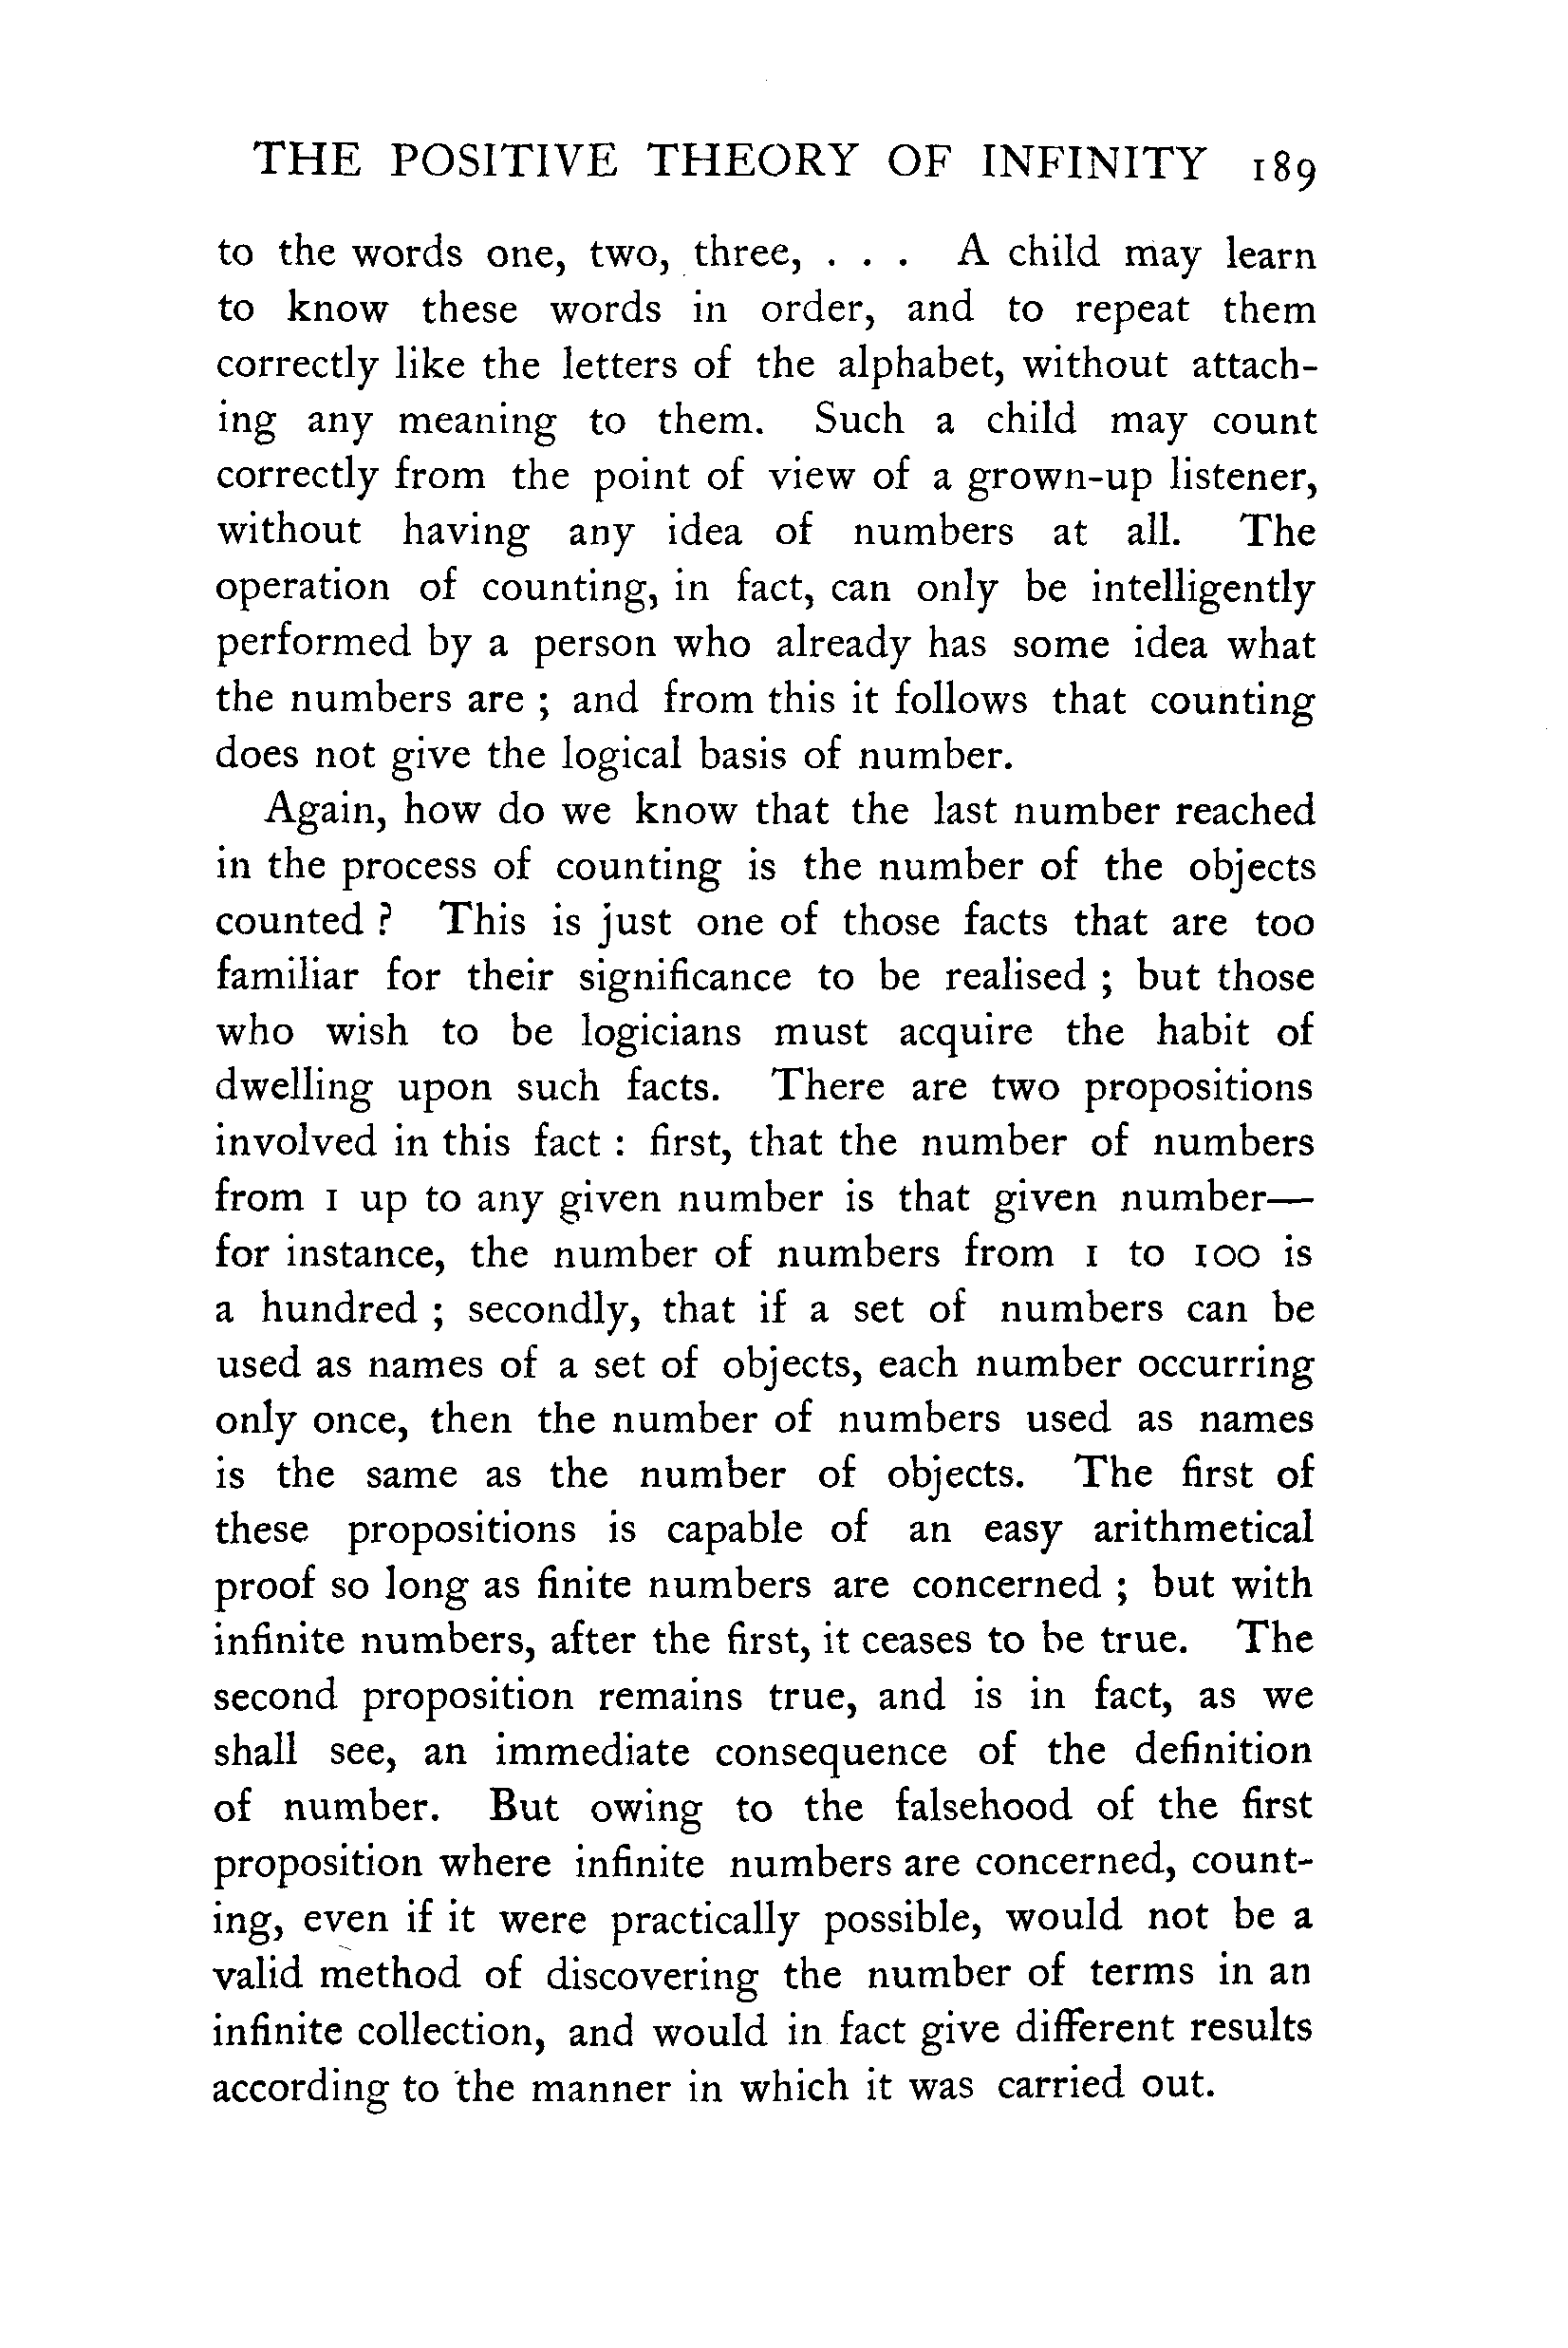 THE POSITIVE THEORY OF INFINITY 189
to the words one, two, three, . . . A child may learn
to know these words in order, and to repeat them
correctly like the letters of the alphabet, without attach-
ing any meaning to them. Such a child may count
correctly from the point of view of a grown-up listener,
without having any idea of numbers at all. The
operation of counting, in fact, can only be intelligently
performed by a person who already has some idea what
the numbers are ; and from this it follows that counting
does not give the logical basis of number.
Again, how do we know that the last number reached
in the process of counting is the number of the objects
counted ? This is just one of those facts that are too
familiar for their significance to be realised ; but those
who wish to be logicians must acquire the habit of
dwelling upon such facts. There are two propositions
involved in this fact : first, that the number of numbers
from 1 up to any given number is that given number—
for instance, the number of numbers from 1 to 100 is
a hundred ; secondly, that if a set of numbers can be
used as names of a set of objects, each number occurring
only once, then the number of numbers used as names
is the same as the number of objects. The first of
these propositions is capable of an easy arithmetical
proof so long as finite numbers are concerned ; but with
infinite numbers, after the first, it ceases to be true. The
second proposition remains true, and is in fact, as we
shall see, an immediate consequence of the definition
of number. But owing to the falsehood of the first
proposition where infinite numbers are concerned, count-
ing, even if it were practically possible, would not be a
valid method of discovering the number of terms in an
infinite collection, and would in fact give different results
according to the manner in which it was carried out.